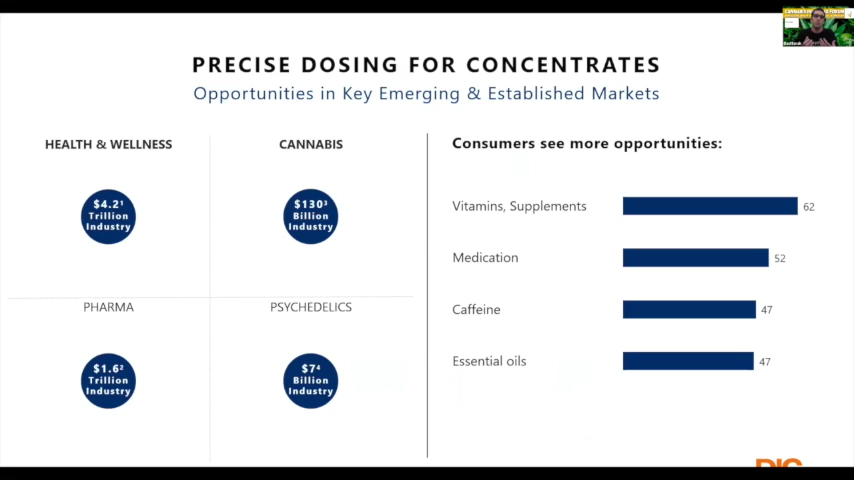 PRECISE DOSING FOR CONCENTRATES
Opportunities in Key Emerging & Established Markets
HEALTH & WELLNESS
$4.2¹
Trillion
Industry
CANNABIS
$130³
Billion
Industry
PHARMA
$1.6²
Trillion
Industry
PSYCHEDELICS
$7⁴
Billion
Industry
Consumers see more opportunities:
Vitamins, Supplements 62
Medication 52
Caffeine 47
Essential oils 47